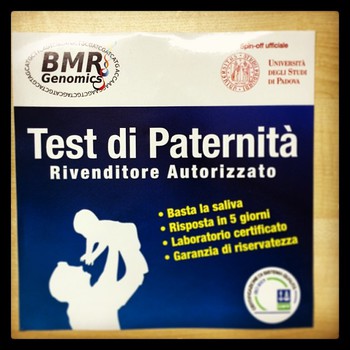 BMR
Genomics
Spin-off ufficiale
UNIVERSITÀ
DEGLI STUDI
DI PADOVA
Test di Paternità
Rivenditore Autorizzato
• Basta la saliva
• Risposta in 5 giorni
• Laboratorio certificato
• Garanzia di riservatezza